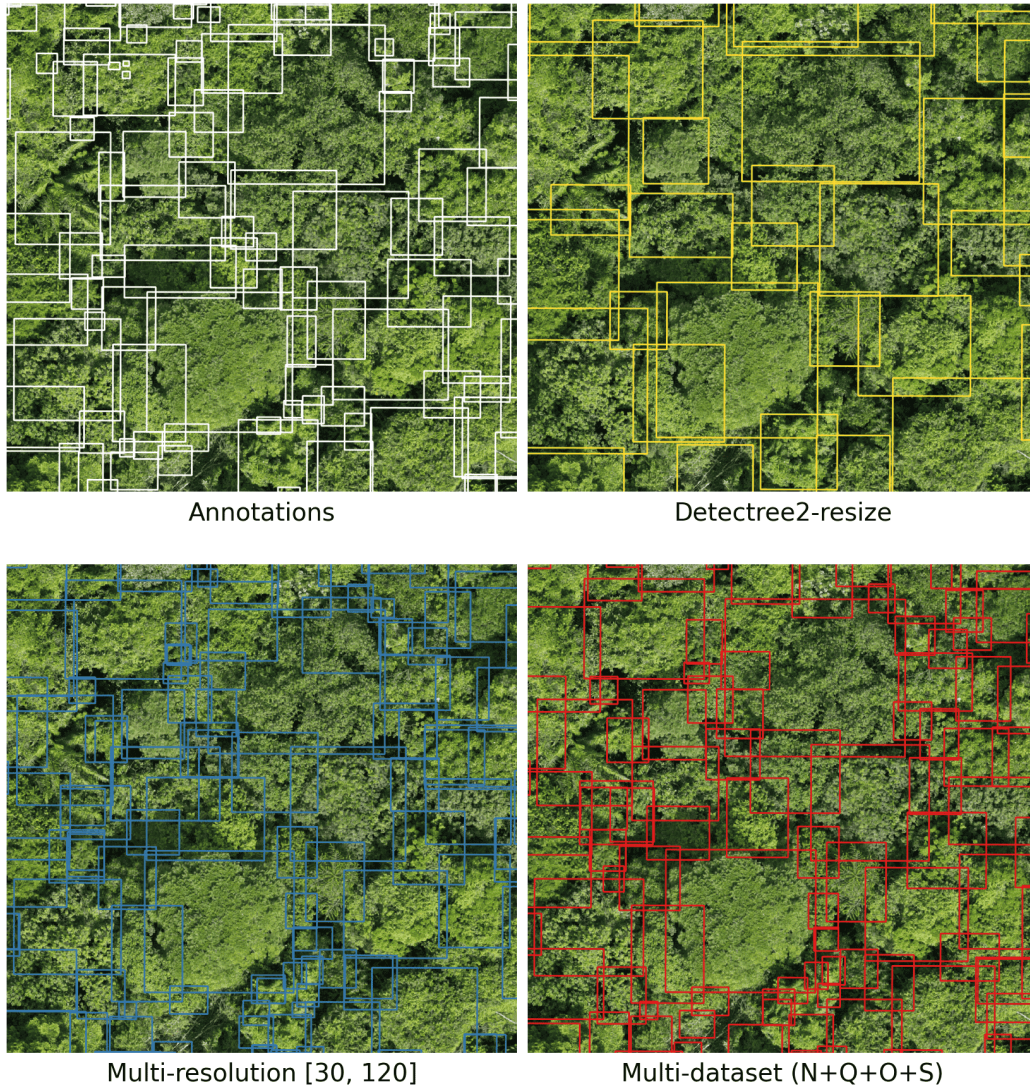 Annotations
Detectree2-resize
Multi-resolution [30, 120]
Multi-dataset (N+Q+O+S)